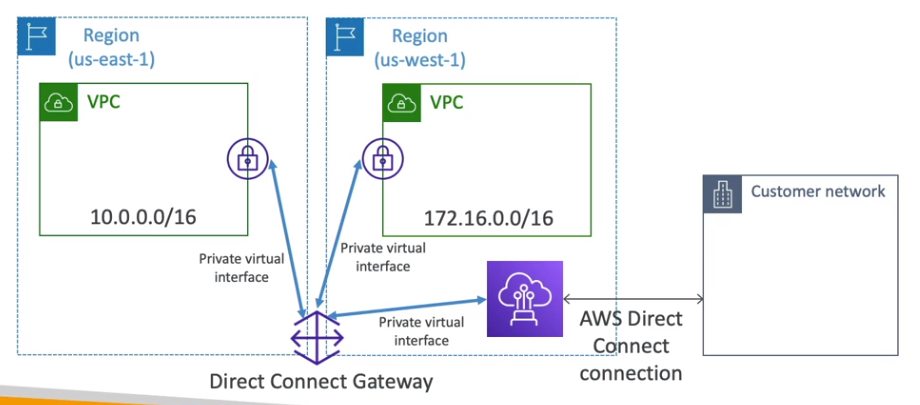 Region
(us-east-1)
VPC
10.0.0.0/16
Region
(us-west-1)
VPC
172.16.0.0/16
Customer network
Private virtual
interface
Private virtual
interface
Private virtual
interface
AWS Direct
Connect
connection
Direct Connect Gateway